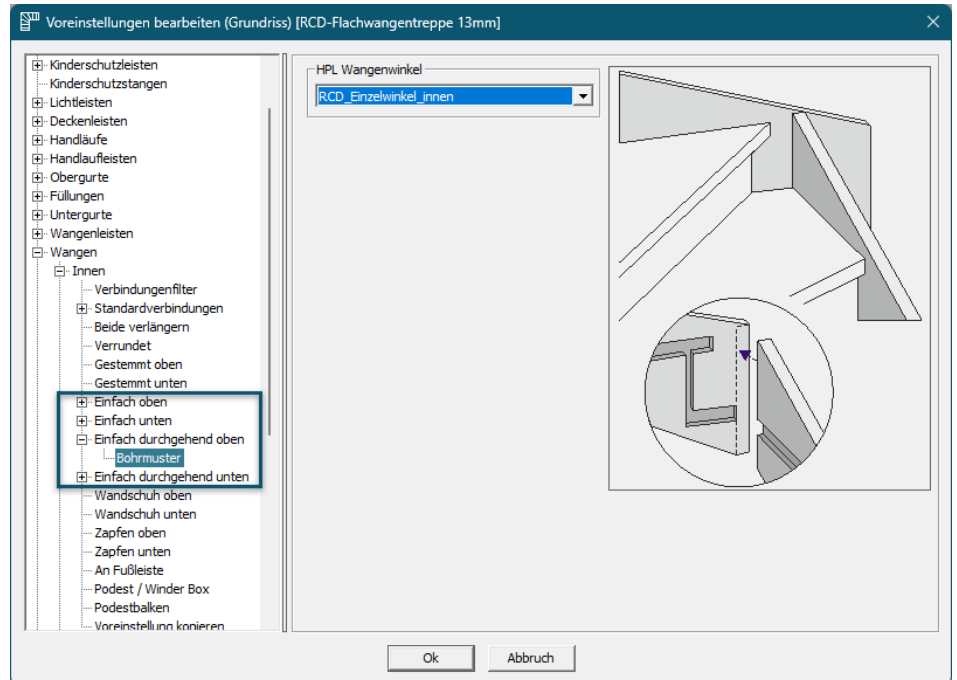 Voreinstellungen bearbeiten (Grundriss) [RCD-Flachwangentreppe 13mm]
Kinderschutzleisten
Kinderschutzstangen
Lichtleisten
Deckenleisten
Handläufe
Handlaufleisten
Obergurte
Füllungen
Untergurte
Wangenleisten
Wangen
Innen
Verbindungenfilter
Standardverbindungen
Beide verlängern
Verrundet
Gestemmt oben
Gestemmt unten
Einfach oben
Einfach unten
Einfach durchgehend oben
Bohrmuster
Einfach durchgehend unten
Wandschuh oben
Wandschuh unten
Zapfen oben
Zapfen unten
An Fußleiste
Podest / Winder Box
Podestbalken
Voreinstellung kopieren
HPL Wangenwinkel
RCD_Einzelwinkel_innen
Ok
Abbruch